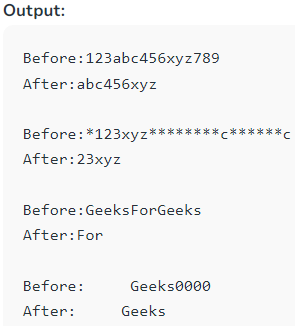 Output:
Before:123abc456xyz789
After:abc456xyz
Before:*123xyz********c******c
After:23xyz
Before:GeeksForGeeks
After:For
Before:     Geeks0000
After:     Geeks